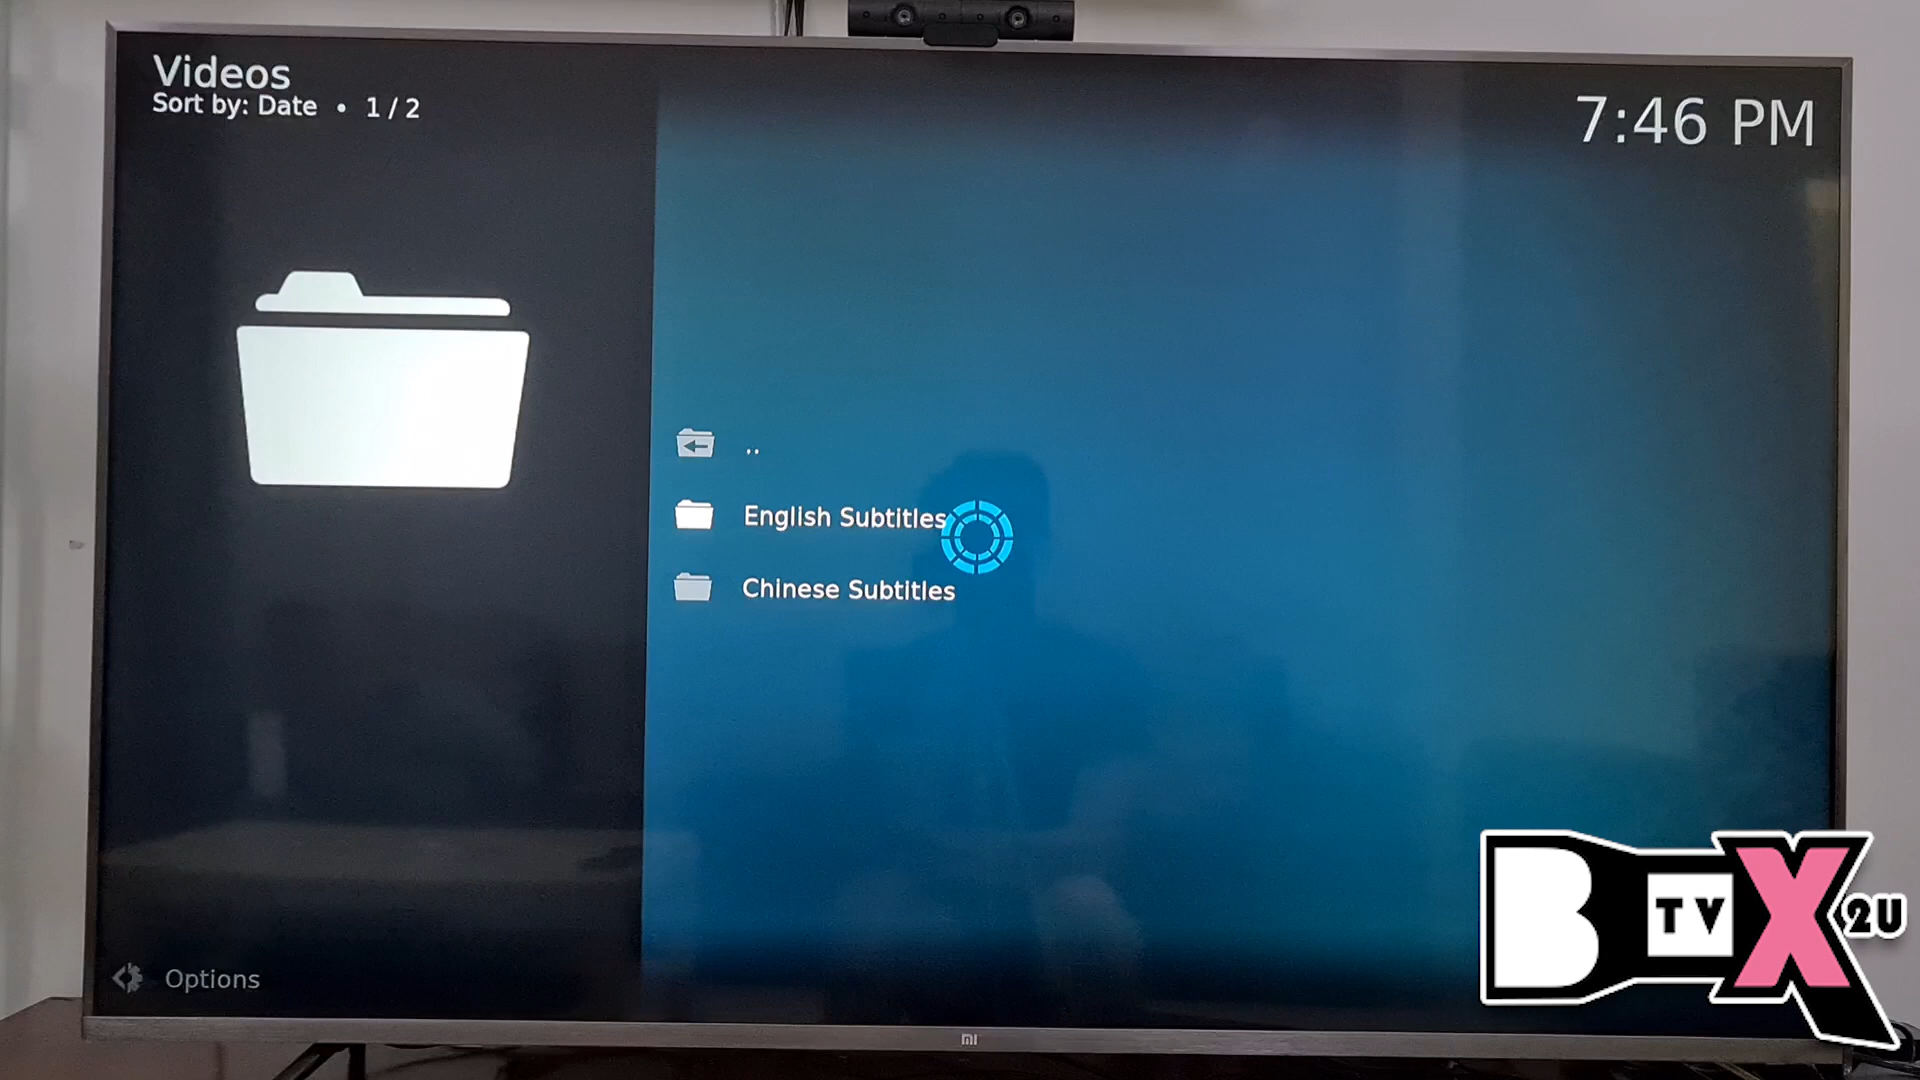 Videos
Sort by: Date • 1 / 2
7:46 PM
..
English Subtitles
Chinese Subtitles
Options
mi
B TV X 2U